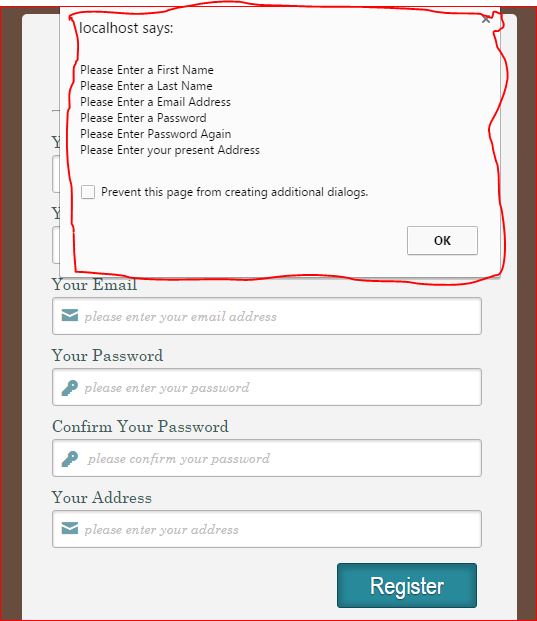 localhost says:
Please Enter a First Name
Please Enter a Last Name
Please Enter a Email Address
Please Enter a Password
Please Enter Password Again
Please Enter your present Address
Prevent this page from creating additional dialogs.
OK
Your Email
please enter your email address
Your Password
please enter your password
Confirm Your Password
please confirm your password
Your Address
please enter your address
Register